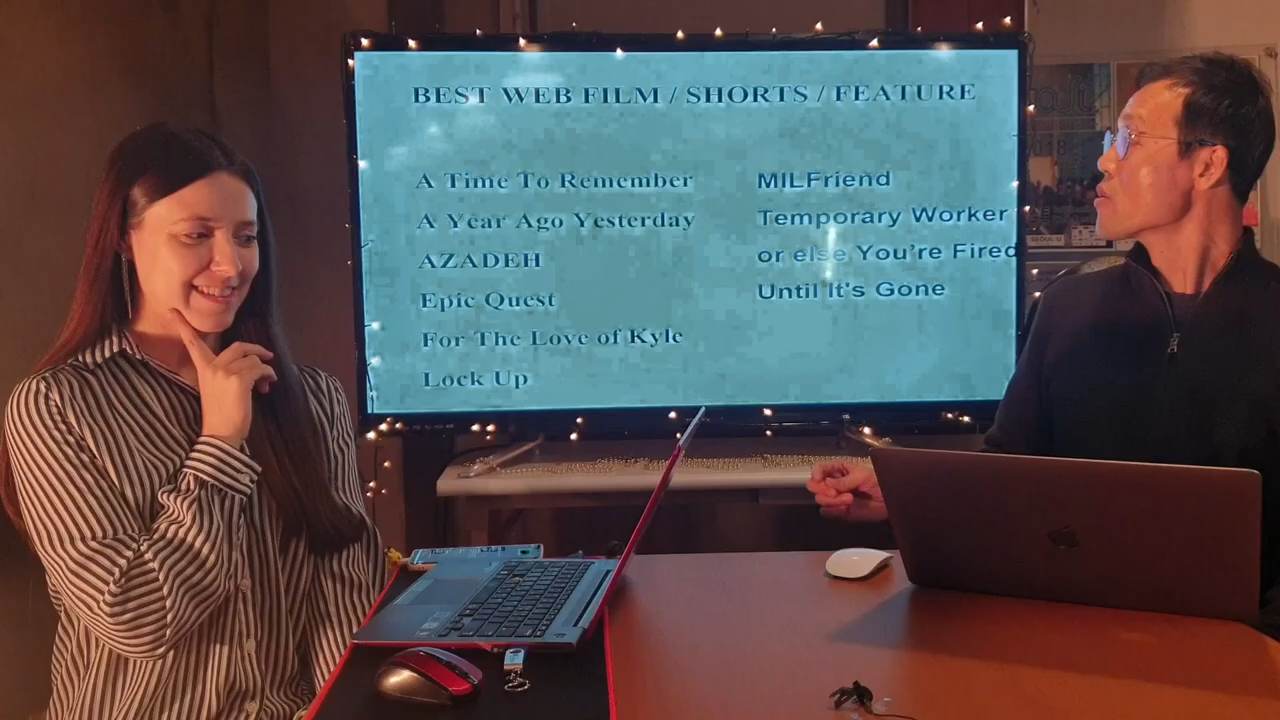 BEST WEB FILM / SHORTS / FEATURE
A Time To Remember
A Year Ago Yesterday
AZADEH
Epic Quest
For The Love of Kyle
Lock Up
MILFriend
Temporary Worker
or else You're Fired
Until It's Gone
2018